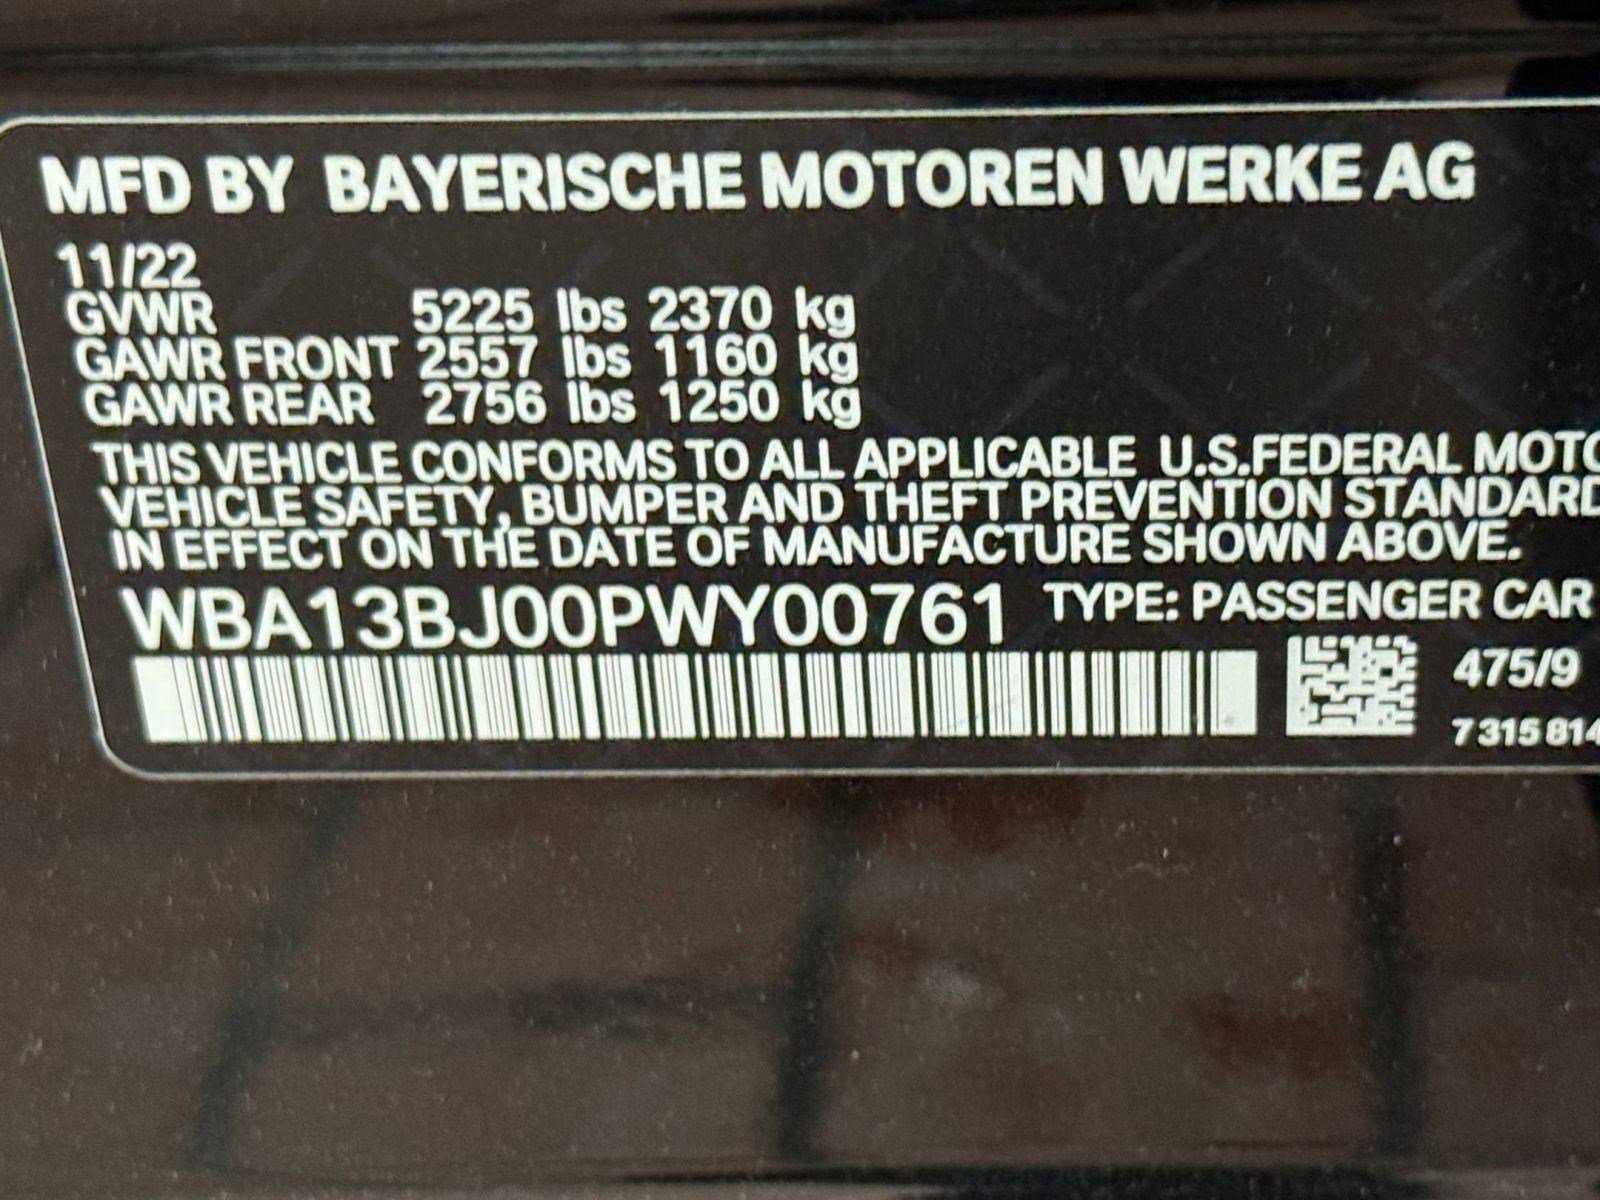 MFD BY BAYERISCHE MOTOREN WERKE AG
11/22
GVWR 5225 lbs 2370 kg
GAWR FRONT 2557 lbs 1160 kg
GAWR REAR 2756 lbs 1250 kg
THIS VEHICLE CONFORMS TO ALL APPLICABLE U.S.FEDERAL MOTO
VEHICLE SAFETY, BUMPER AND THEFT PREVENTION STANDARD
IN EFFECT ON THE DATE OF MANUFACTURE SHOWN ABOVE.
WBA13BJ00PWY00761 TYPE: PASSENGER CAR
475/9
7 315 814